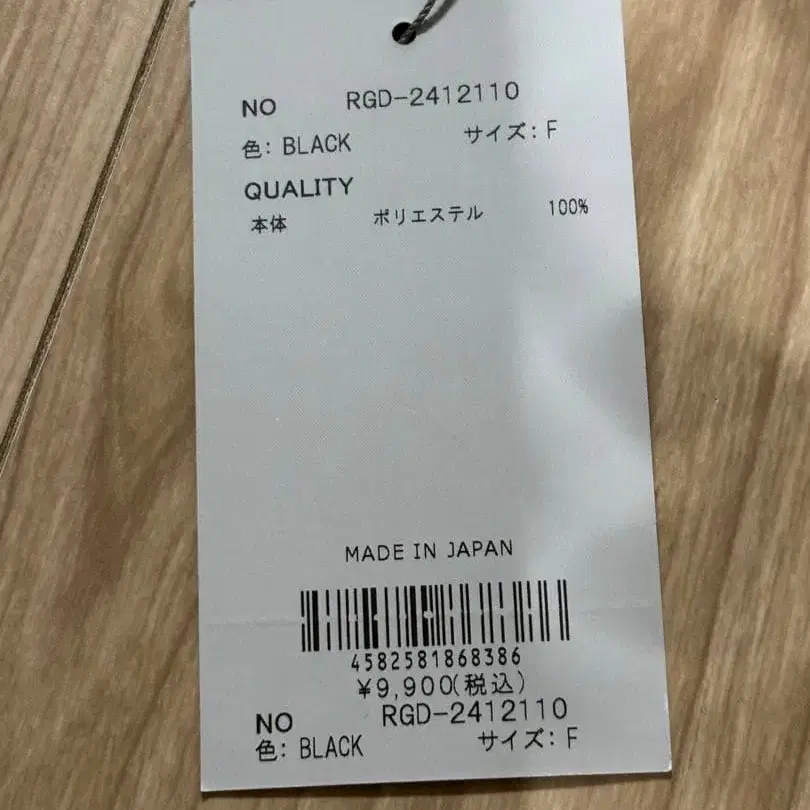 NO RGD-2412110
色: BLACK サイズ: F
QUALITY
本体 ポリエステル 100%
MADE IN JAPAN
4582581868386
¥9,900(税込)
NO RGD-2412110
色: BLACK サイズ: F